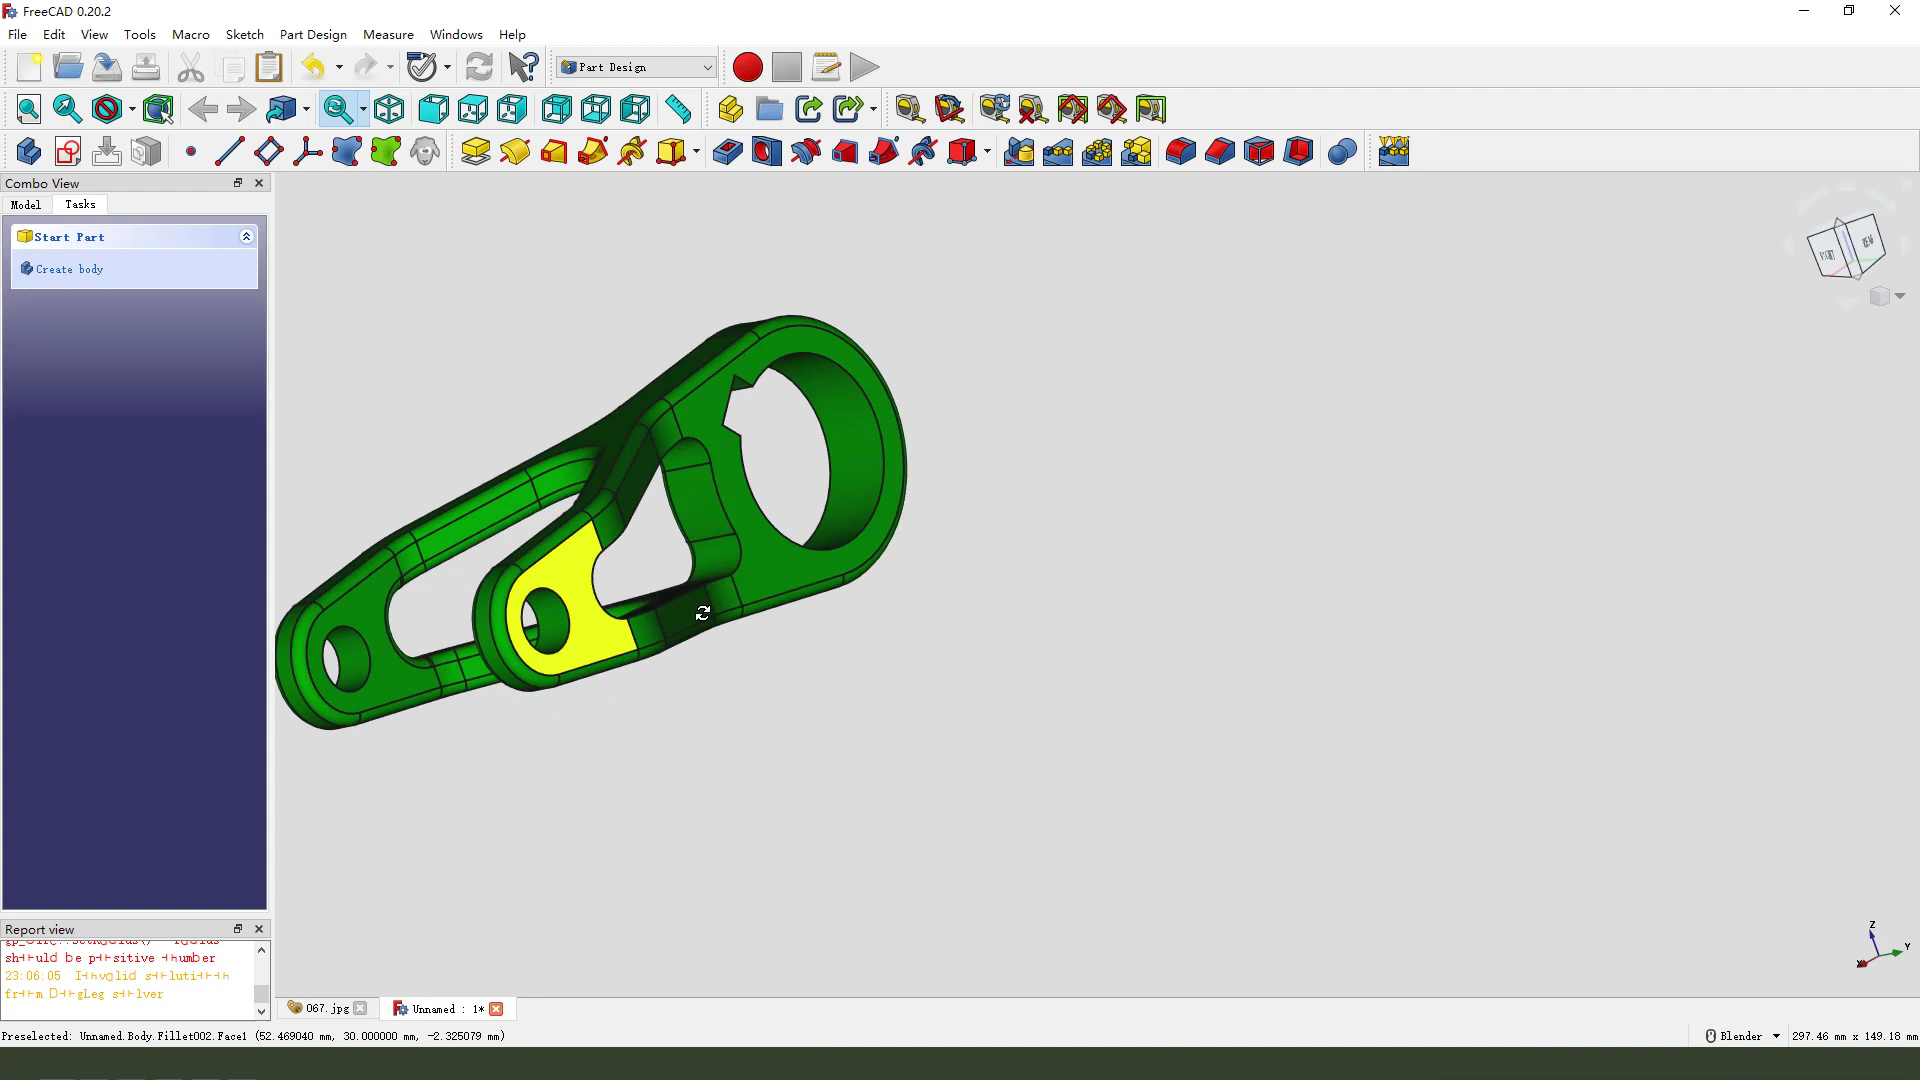 FreeCAD 0.20.2
File Edit View Tools Macro Sketch Part Design Measure Windows Help
Part Design
Combo View
Model Tasks
Start Part
Create body
Report view
23:06:05
Z
Y
067.jpg
Unnamed : 1*
Preselected: Unnamed.Body.Fillet002.Face1 (52.469040 mm, 30.000000 mm, -2.325079 mm)
Blender
297.46 mm x 149.18 mm